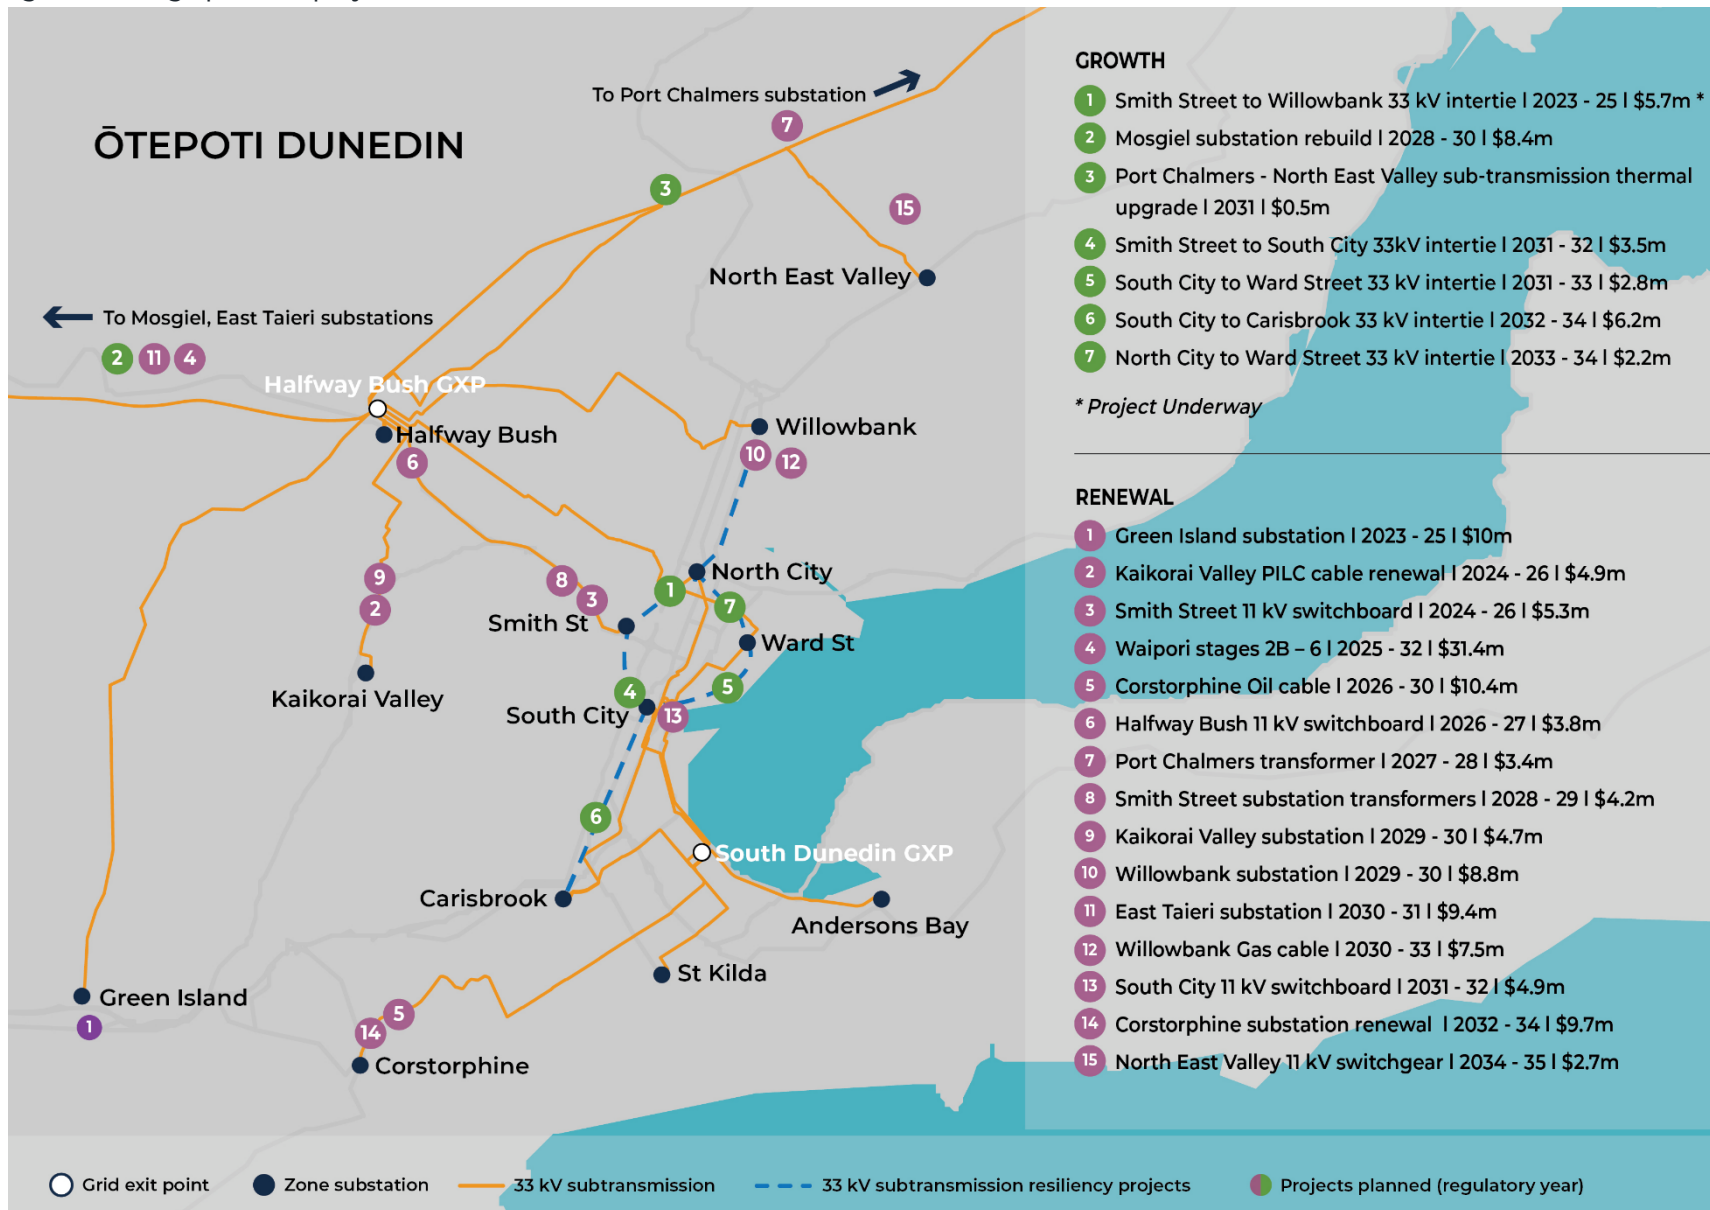 ŌTEPOTI DUNEDIN
To Port Chalmers substation
7
3
15
North East Valley
To Mosgiel, East Taieri substations
2 11 4
Halfway Bush GXP
Halfway Bush
6
Willowbank
10 12
9
2
8
3
1
North City
7
Smith St
Ward St
Kaikorai Valley
4
5
South City
13
6
South Dunedin GXP
Carisbrook
Andersons Bay
St Kilda
Green Island
1
5
14
Corstorphine
GROWTH
1 Smith Street to Willowbank 33 kV intertie I 2023 - 25 I $5.7m *
2 Mosgiel substation rebuild I 2028 - 30 I $8.4m
3 Port Chalmers - North East Valley sub-transmission thermal
upgrade I 2031 I $0.5m
4 Smith Street to South City 33kV intertie I 2031 - 32 I $3.5m
5 South City to Ward Street 33 kV intertie I 2031 - 33 I $2.8m
6 South City to Carisbrook 33 kV intertie I 2032 - 34 I $6.2m
7 North City to Ward Street 33 kV intertie I 2033 - 34 I $2.2m
* Project Underway
RENEWAL
1 Green Island substation I 2023 - 25 I $10m
2 Kaikorai Valley PILC cable renewal I 2024 - 26 I $4.9m
3 Smith Street 11 kV switchboard I 2024 - 26 I $5.3m
4 Waipori stages 2B – 6 I 2025 - 32 I $31.4m
5 Corstorphine Oil cable I 2026 - 30 I $10.4m
6 Halfway Bush 11 kV switchboard I 2026 - 27 I $3.8m
7 Port Chalmers transformer I 2027 - 28 I $3.4m
8 Smith Street substation transformers I 2028 - 29 I $4.2m
9 Kaikorai Valley substation I 2029 - 30 I $4.7m
10 Willowbank substation I 2029 - 30 I $8.8m
11 East Taieri substation I 2030 - 31 I $9.4m
12 Willowbank Gas cable I 2030 - 33 I $7.5m
13 South City 11 kV switchboard I 2031 - 32 I $4.9m
14 Corstorphine substation renewal I 2032 - 34 I $9.7m
15 North East Valley 11 kV switchgear I 2034 - 35 I $2.7m
Grid exit point
Zone substation
33 kV subtransmission
33 kV subtransmission resiliency projects
Projects planned (regulatory year)